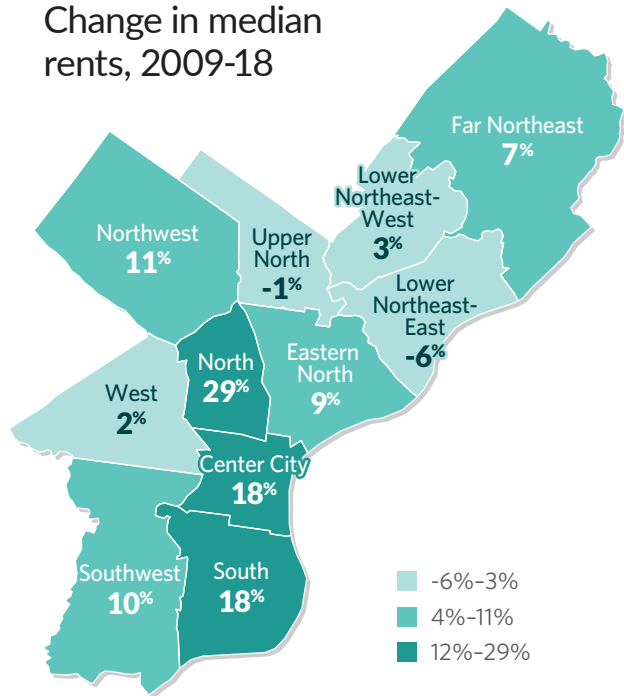 Change in median
rents, 2009-18
Far Northeast
7%
Lower
Northeast-
West
3%
Northwest
11%
Upper
North
-1%
Lower
Northeast-
East
-6%
North
29%
Eastern
North
9%
West
2%
Center City
18%
Southwest
10%
South
18%
-6%–3%
4%–11%
12%–29%